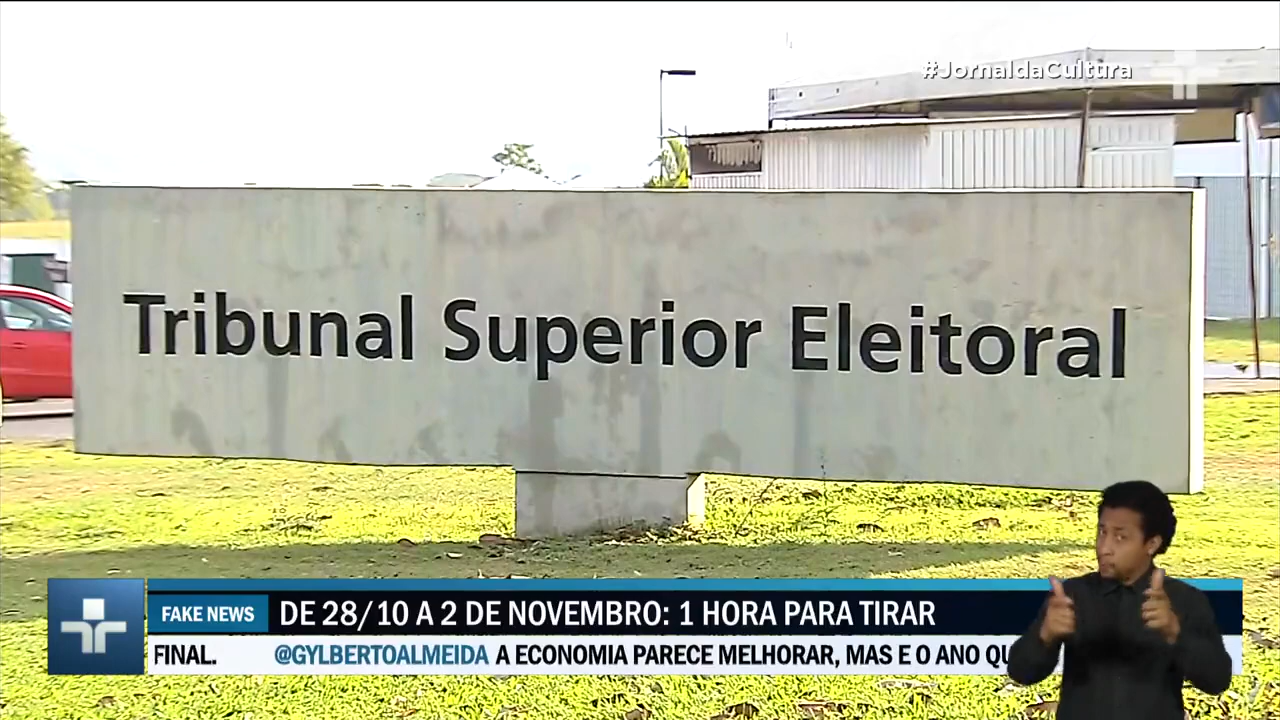 #JornaldaCultura
Tribunal Superior Eleitoral
FAKE NEWS DE 28/10 A 2 DE NOVEMBRO: 1 HORA PARA TIRAR
FINAL. @GYLBERTOALMEIDA A ECONOMIA PARECE MELHORAR, MAS E O ANO QU